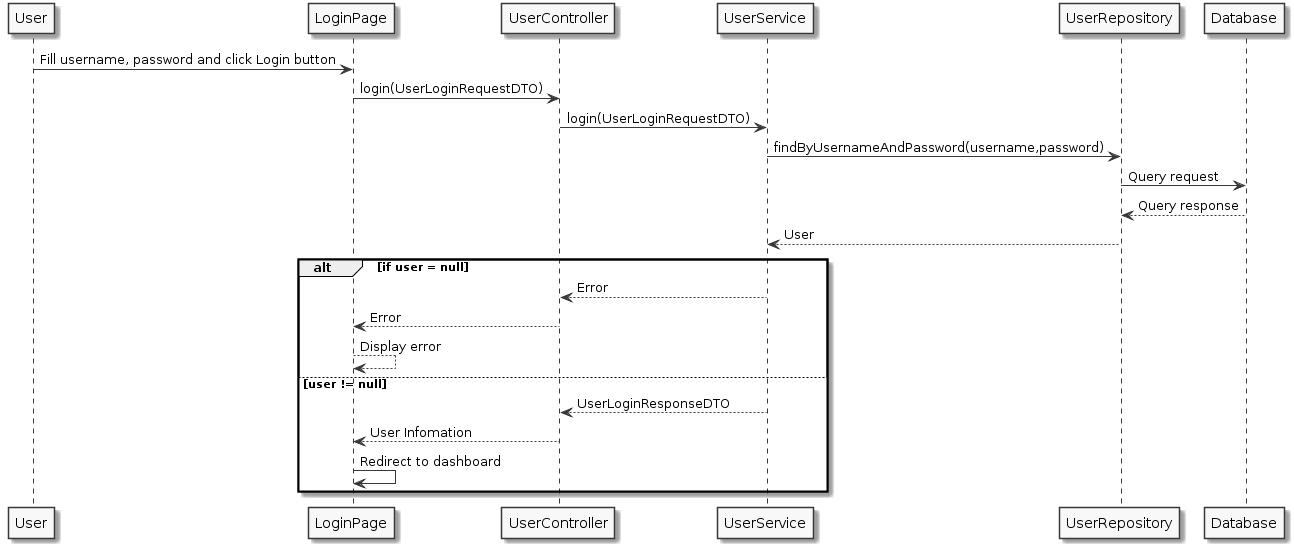 User LoginPage UserController UserService UserRepository Database
Fill username, password and click Login button
login(UserLoginRequestDTO)
login(UserLoginRequestDTO)
findByUsernameAndPassword(username,password)
Query request
Query response
User
alt [if user = null]
Error
Error
Display error
[user != null]
UserLoginResponseDTO
User Infomation
Redirect to dashboard
User LoginPage UserController UserService UserRepository Database